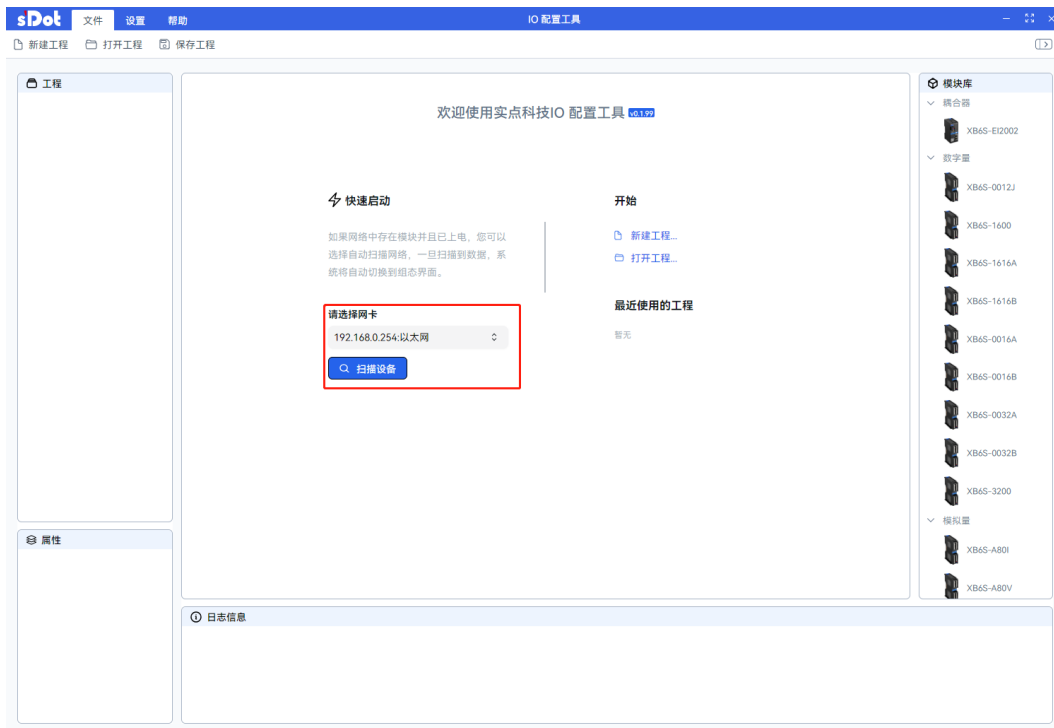 sDot 文件 设置 帮助 IO 配置工具
新建工程 打开工程 保存工程
工程
属性
欢迎使用实点科技IO 配置工具 v0.1.99
快速启动
如果网络中存在模块并且已上电，您可以
选择自动扫描网络，一旦扫描到数据，系
统将自动切换到组态界面。
请选择网卡
192.168.0.254:以太网
扫描设备
开始
新建工程...
打开工程...
最近使用的工程
暂无
日志信息
模块库
耦合器
XB6S-EI2002
数字量
XB6S-0012J
XB6S-1600
XB6S-1616A
XB6S-1616B
XB6S-0016A
XB6S-0016B
XB6S-0032A
XB6S-0032B
XB6S-3200
模拟量
XB6S-A80I
XB6S-A80V